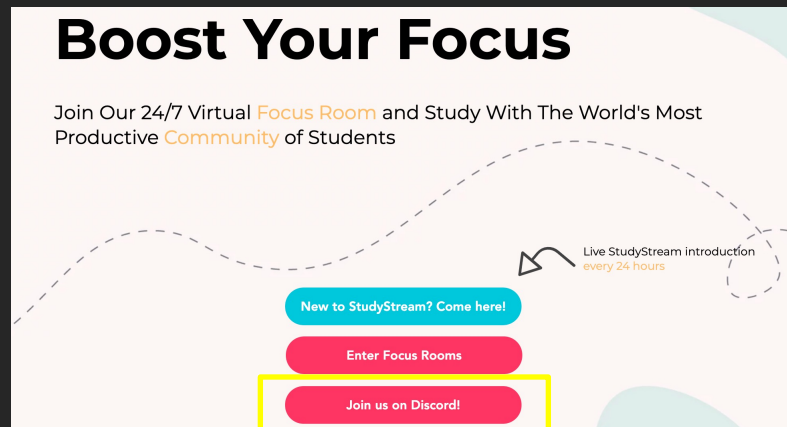 Boost Your Focus
Join Our 24/7 Virtual Focus Room and Study With The World's Most
Productive Community of Students
Live StudyStream introduction
every 24 hours
New to StudyStream? Come here!
Enter Focus Rooms
Join us on Discord!